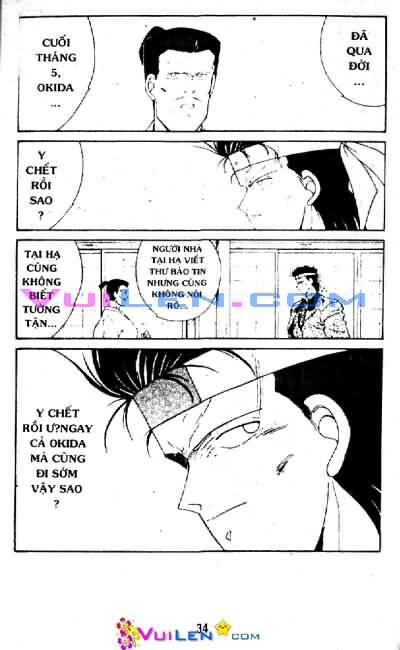 CUỐI
THÁNG
5,
OKIDA
...
ĐÃ
QUA
ĐỜI
...
Y
CHẾT
RỒI
SAO
?
TẠI HẠ
CŨNG
KHÔNG
BIẾT
TƯỜNG
TẬN...
NGƯỜI NHÀ
TẠI HẠ VIẾT
THƯ BÁO TIN
NHƯNG CŨNG
KHÔNG NÓI
RÕ...
VUILEN.COM
Y CHẾT
RỒI Ư?NGAY
CẢ OKIDA
MÀ CŨNG
ĐI SỚM
VẬY SAO
?
34
VUILEN.COM